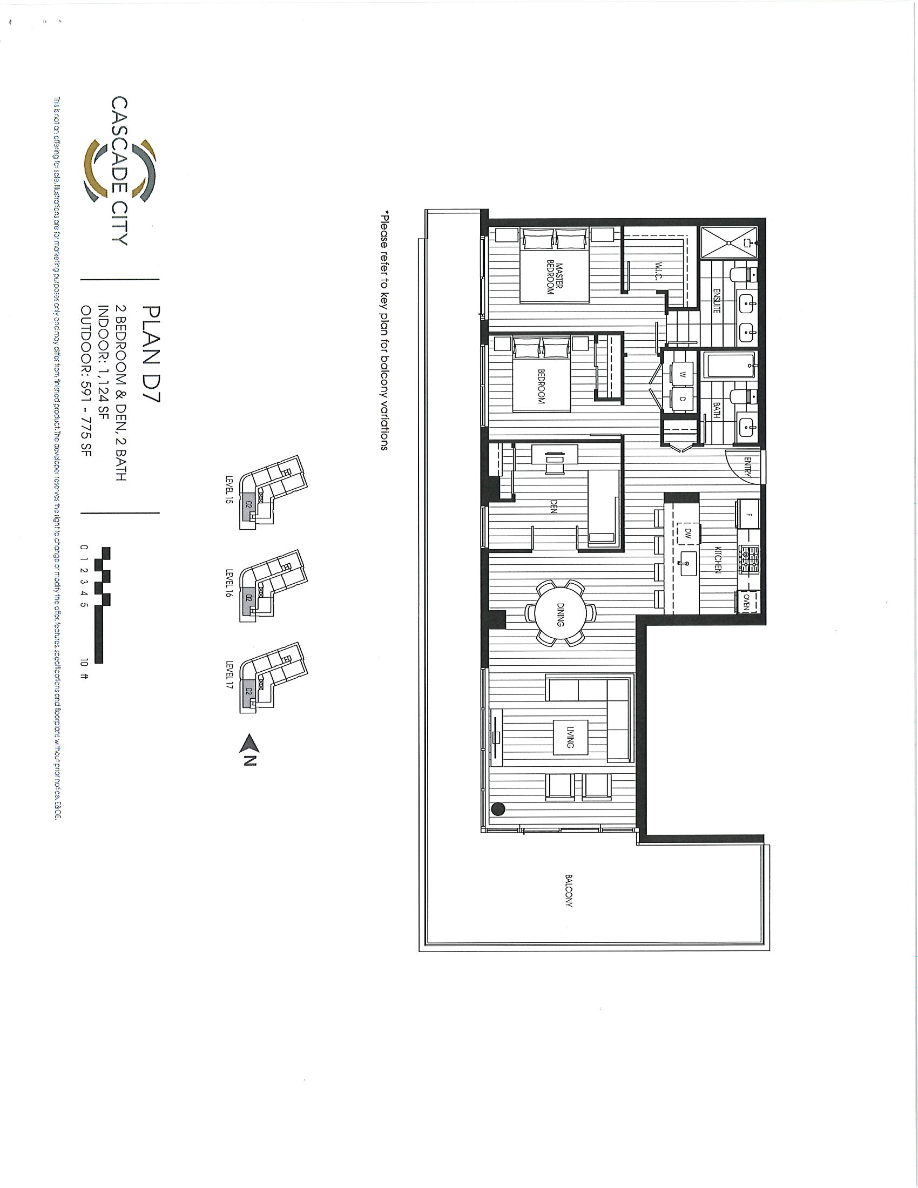 MASTER
BEDROOM
W.I.C.
ENSUITE
BEDROOM
W
D
BATH
ENTRY
DEN
F
DW
KITCHEN
OVEN
DINING
LIVING
BALCONY
*Please refer to key plan for balcony variations
LEVEL 15
LEVEL 16
LEVEL 17
N
CASCADE CITY
PLAN D7
2 BEDROOM & DEN, 2 BATH
INDOOR: 1,124 SF
OUTDOOR: 591 - 775 SF
0 1 2 3 4 5 10 ft
This is not an offering for sale. Illustrations are for marketing purposes only and may differ from finished product. The developer reserves the right to change or modify the offer, features, specifications and floorplans without prior notice. E&OE.